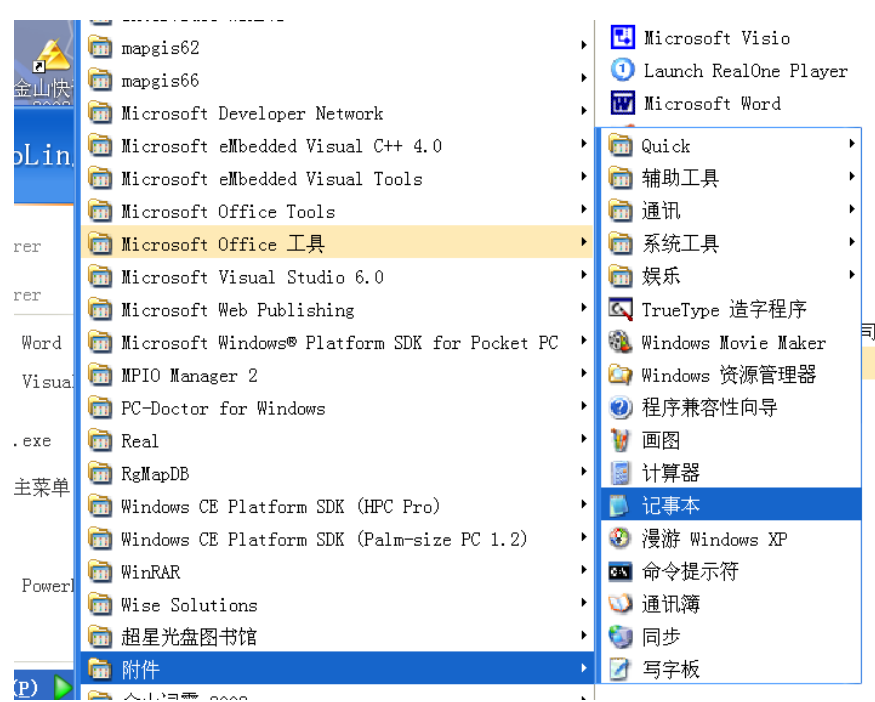 金山快
oLin
rer
rer
Word
Visual
.exe
主菜单
(P)
mapgis62
mapgis66
Microsoft Developer Network
Microsoft eMbedded Visual C++ 4.0
Microsoft eMbedded Visual Tools
Microsoft Office Tools
Microsoft Office 工具
Microsoft Visual Studio 6.0
Microsoft Web Publishing
Microsoft Windows® Platform SDK for Pocket PC
MPIO Manager 2
PC-Doctor for Windows
Real
RgMapDB
Windows CE Platform SDK (HPC Pro)
Windows CE Platform SDK (Palm-size PC 1.2)
WinRAR
Wise Solutions
超星光盘图书馆
附件
Microsoft Visio
Launch RealOne Player
Microsoft Word
Quick
辅助工具
通讯
系统工具
娱乐
TrueType 造字程序
Windows Movie Maker
Windows 资源管理器
程序兼容性向导
画图
计算器
记事本
漫游 Windows XP
命令提示符
通讯簿
同步
写字板
司